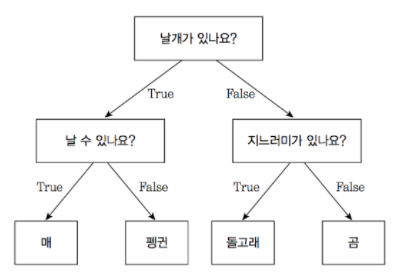 날개가 있나요?
True
False
날 수 있나요?
지느러미가 있나요?
True
False
True
False
매
펭귄
돌고래
곰